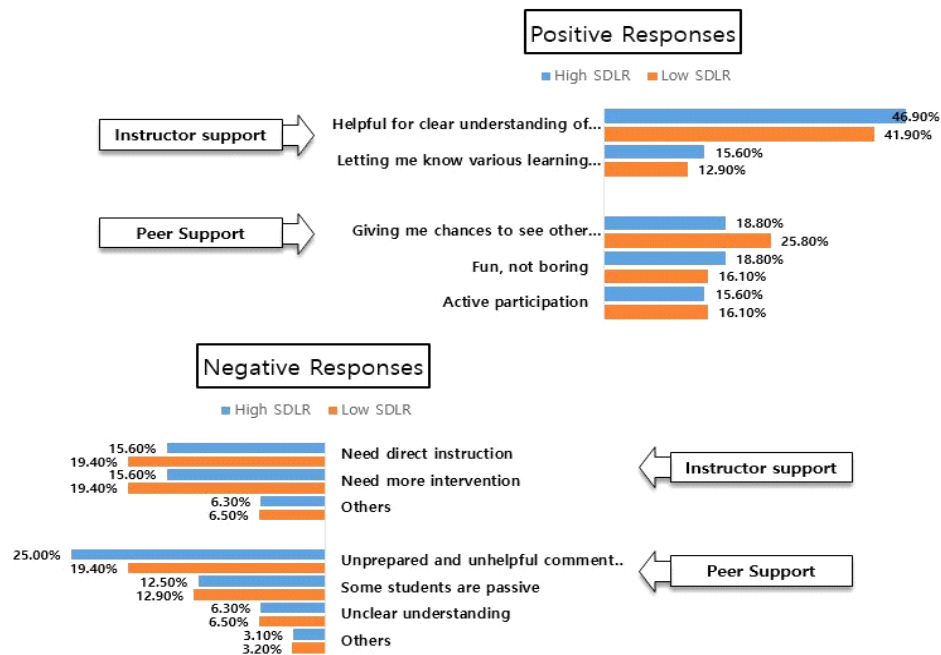 Positive Responses
High SDLR Low SDLR
Instructor support
Helpful for clear understanding of...
46.90%
41.90%
Letting me know various learning...
15.60%
12.90%
Peer Support
Giving me chances to see other...
18.80%
25.80%
Fun, not boring
18.80%
16.10%
Active participation
15.60%
16.10%
Negative Responses
High SDLR Low SDLR
15.60%
19.40%
Need direct instruction
Instructor support
15.60%
19.40%
Need more intervention
6.30%
6.50%
Others
25.00%
19.40%
Unprepared and unhelpful comment..
Peer Support
12.50%
12.90%
Some students are passive
6.30%
6.50%
Unclear understanding
3.10%
3.20%
Others